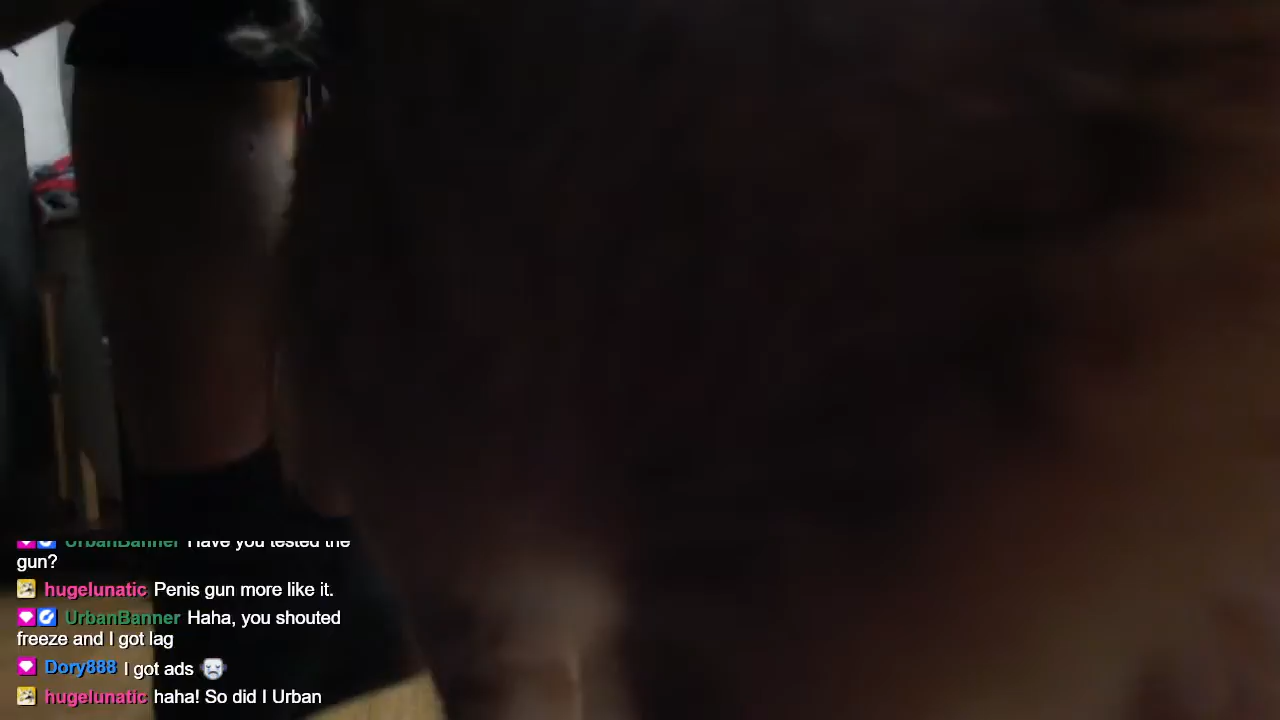 UrbanBanner Have you tested the
gun?
hugelunatic Penis gun more like it.
UrbanBanner Haha, you shouted
freeze and I got lag
Dory888 I got ads
hugelunatic haha! So did I Urban